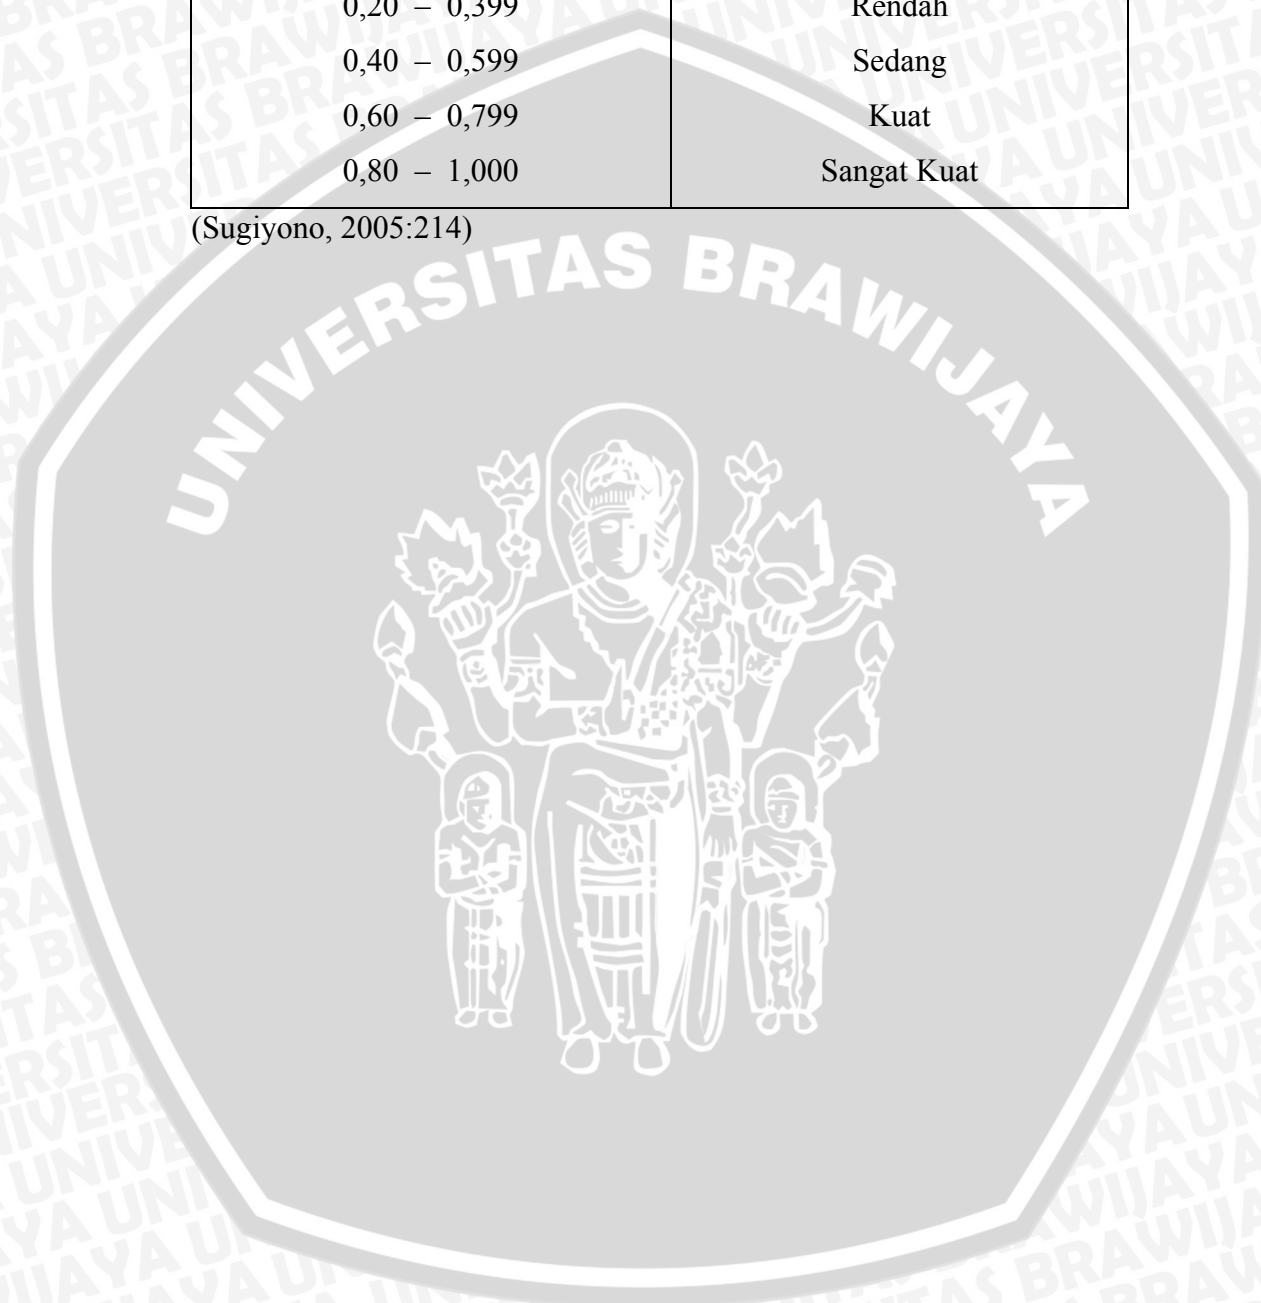 0,20 – 0,399 Rendah
0,40 – 0,599 Sedang
0,60 – 0,799 Kuat
0,80 – 1,000 Sangat Kuat
(Sugiyono, 2005:214)
UNIVERSITAS BRAWIJAYA